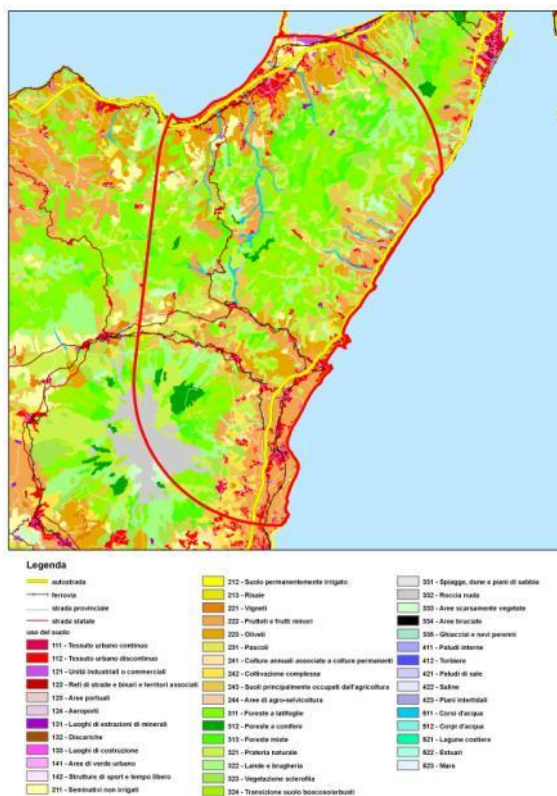 Legenda
autostrada
ferrovia
strada provinciale
strada statale
uso del suolo
111 - Tessuto urbano continuo
112 - Tessuto urbano discontinuo
121 - Unità industriali o commerciali
122 - Reti di strade e binari e territori associati
123 - Aree portuali
124 - Aeroporti
131 - Luoghi di estrazioni di minerali
132 - Discariche
133 - Luoghi di costruzione
141 - Aree di verde urbano
142 - Strutture di sport e tempo libero
211 - Seminativi non irrigati
212 - Suolo permanentemente irrigato
213 - Risaie
221 - Vigneti
222 - Frutteti e frutti minori
223 - Oliveti
231 - Pascoli
241 - Colture annuali associate a colture permanenti
242 - Coltivazione complessa
243 - Suoli principalmente occupati dall'agricoltura
244 - Aree di agro-selvicoltura
311 - Foreste a latifoglie
312 - Foreste a conifere
313 - Foreste miste
321 - Prateria naturale
322 - Lande e brughiera
323 - Vegetazione sclerofila
324 - Transizione suolo boscoso/arbusti
331 - Spiagge, dune e piani di sabbia
332 - Roccia nuda
333 - Aree scarsamente vegetate
334 - Aree bruciate
335 - Ghiacciai e nevi perenni
411 - Paludi interne
412 - Torbiere
421 - Paludi di sale
422 - Saline
423 - Piani intertidali
511 - Corsi d'acqua
512 - Corpi d'acqua
521 - Lagune costiere
522 - Estuari
523 - Mare